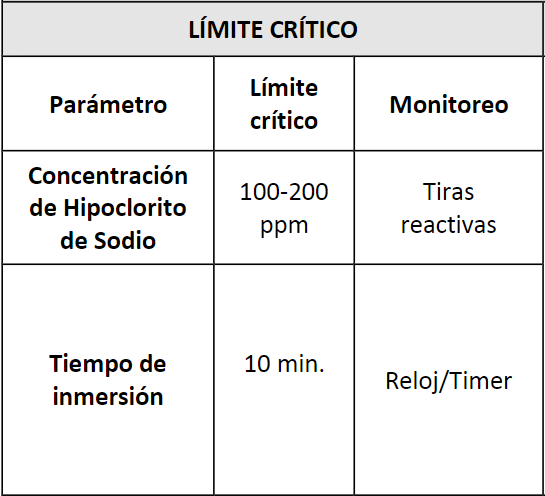 LÍMITE CRÍTICO
Parámetro
Límite
crítico
Monitoreo
Concentración
de Hipoclorito
de Sodio
100-200
ppm
Tiras
reactivas
Tiempo de
inmersión
10 min.
Reloj/Timer